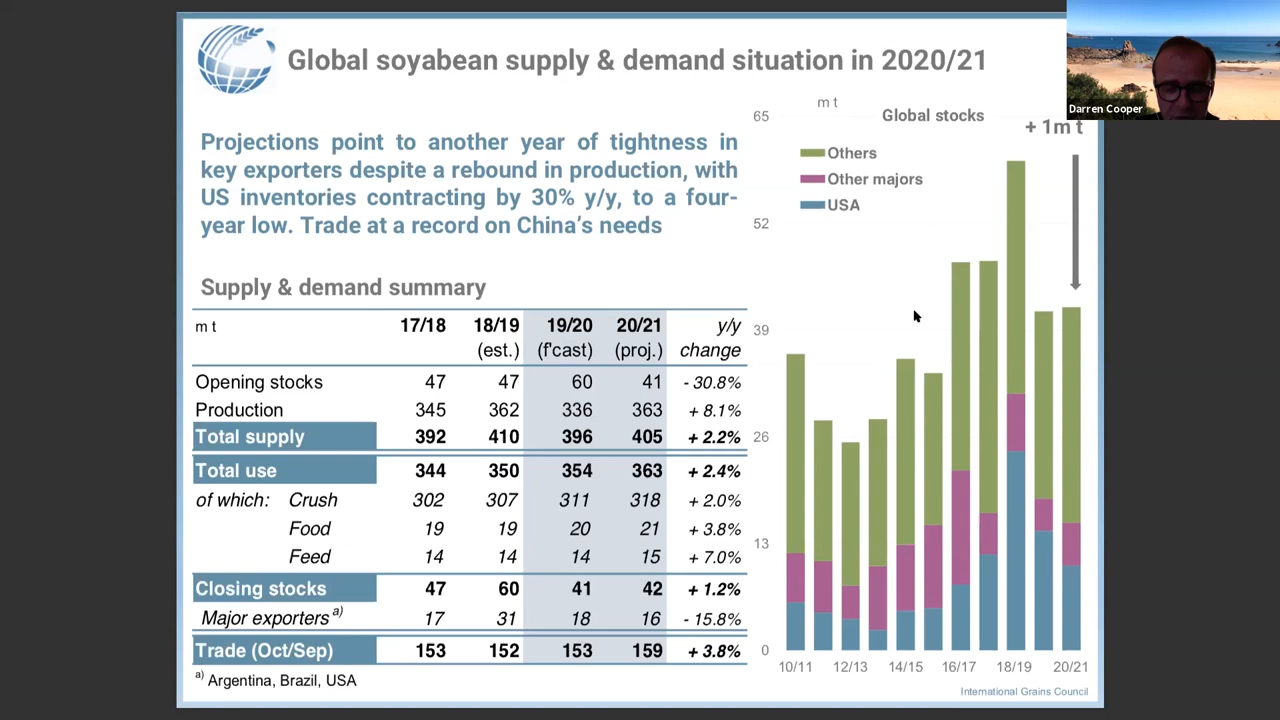 Global soyabean supply & demand situation in 2020/21
Darren Cooper
Projections point to another year of tightness in
key exporters despite a rebound in production, with
US inventories contracting by 30% y/y, to a four-
year low. Trade at a record on China's needs
Supply & demand summary
m t 17/18 18/19 19/20 20/21 y/y
(est.) (f'cast) (proj.) change
Opening stocks 47 47 60 41 - 30.8%
Production 345 362 336 363 + 8.1%
Total supply 392 410 396 405 + 2.2%
Total use 344 350 354 363 + 2.4%
of which: Crush 302 307 311 318 + 2.0%
Food 19 19 20 21 + 3.8%
Feed 14 14 14 15 + 7.0%
Closing stocks 47 60 41 42 + 1.2%
Major exporters a) 17 31 18 16 - 15.8%
Trade (Oct/Sep) 153 152 153 159 + 3.8%
a) Argentina, Brazil, USA
m t
Global stocks
+ 1m t
Others
Other majors
USA
65
52
39
26
13
0
10/11 12/13 14/15 16/17 18/19 20/21
International Grains Council